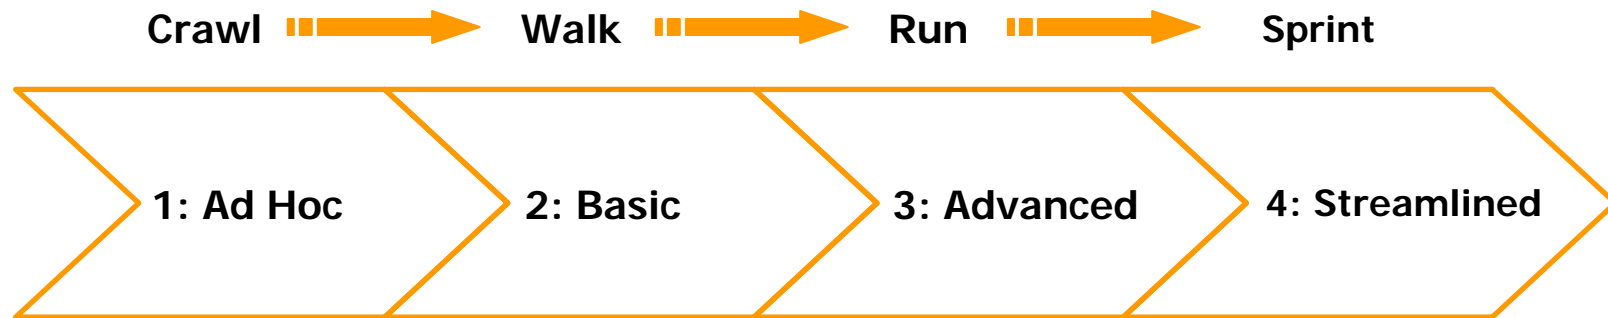 Crawl Walk Run Sprint
1: Ad Hoc 2: Basic 3: Advanced 4: Streamlined